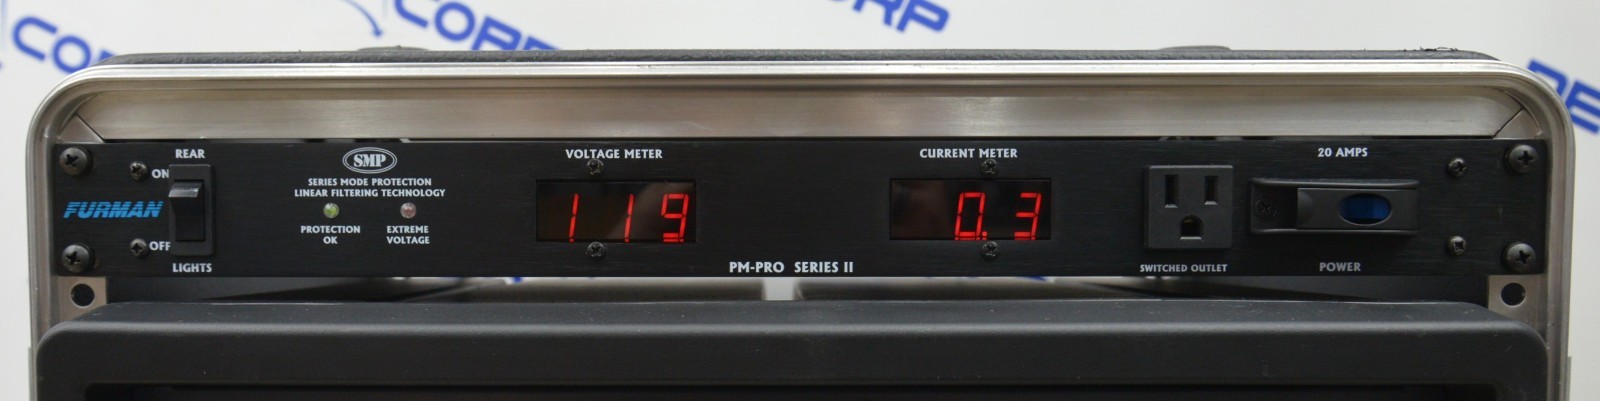 CORP
REAR
ON
FURMAN
OFF
LIGHTS
SMP
SERIES MODE PROTECTION
LINEAR FILTERING TECHNOLOGY
PROTECTION
OK
EXTREME
VOLTAGE
VOLTAGE METER
119
PM-PRO SERIES II
CURRENT METER
0.3
SWITCHED OUTLET
20 AMPS
POWER